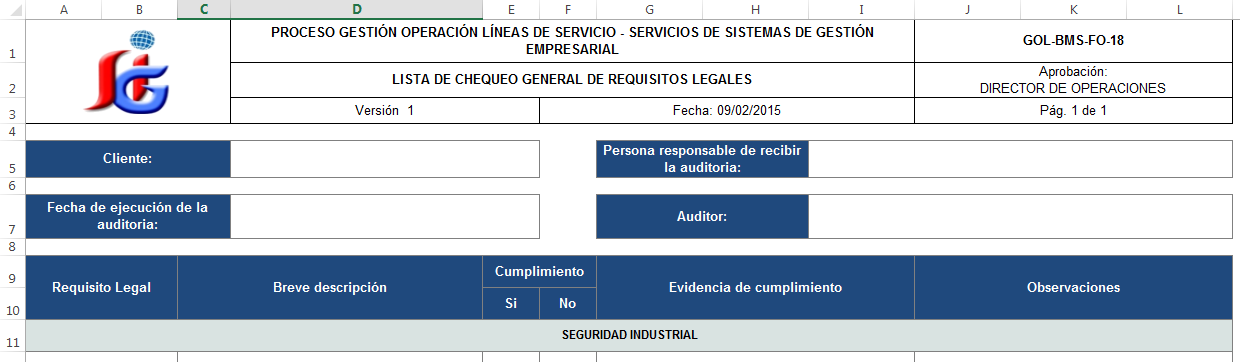 A B C D E F G H I J K L
1
PROCESO GESTIÓN OPERACIÓN LÍNEAS DE SERVICIO - SERVICIOS DE SISTEMAS DE GESTIÓN
EMPRESARIAL
GOL-BMS-FO-18
2
LISTA DE CHEQUEO GENERAL DE REQUISITOS LEGALES
Aprobación:
DIRECTOR DE OPERACIONES
3
Versión 1
Fecha: 09/02/2015
Pág. 1 de 1
4
5
Cliente:
Persona responsable de recibir
la auditoria:
6
7
Fecha de ejecución de la
auditoria:
Auditor:
8
9
Requisito Legal
Breve descripción
Cumplimiento
Evidencia de cumplimiento
Observaciones
10
Si
No
11
SEGURIDAD INDUSTRIAL